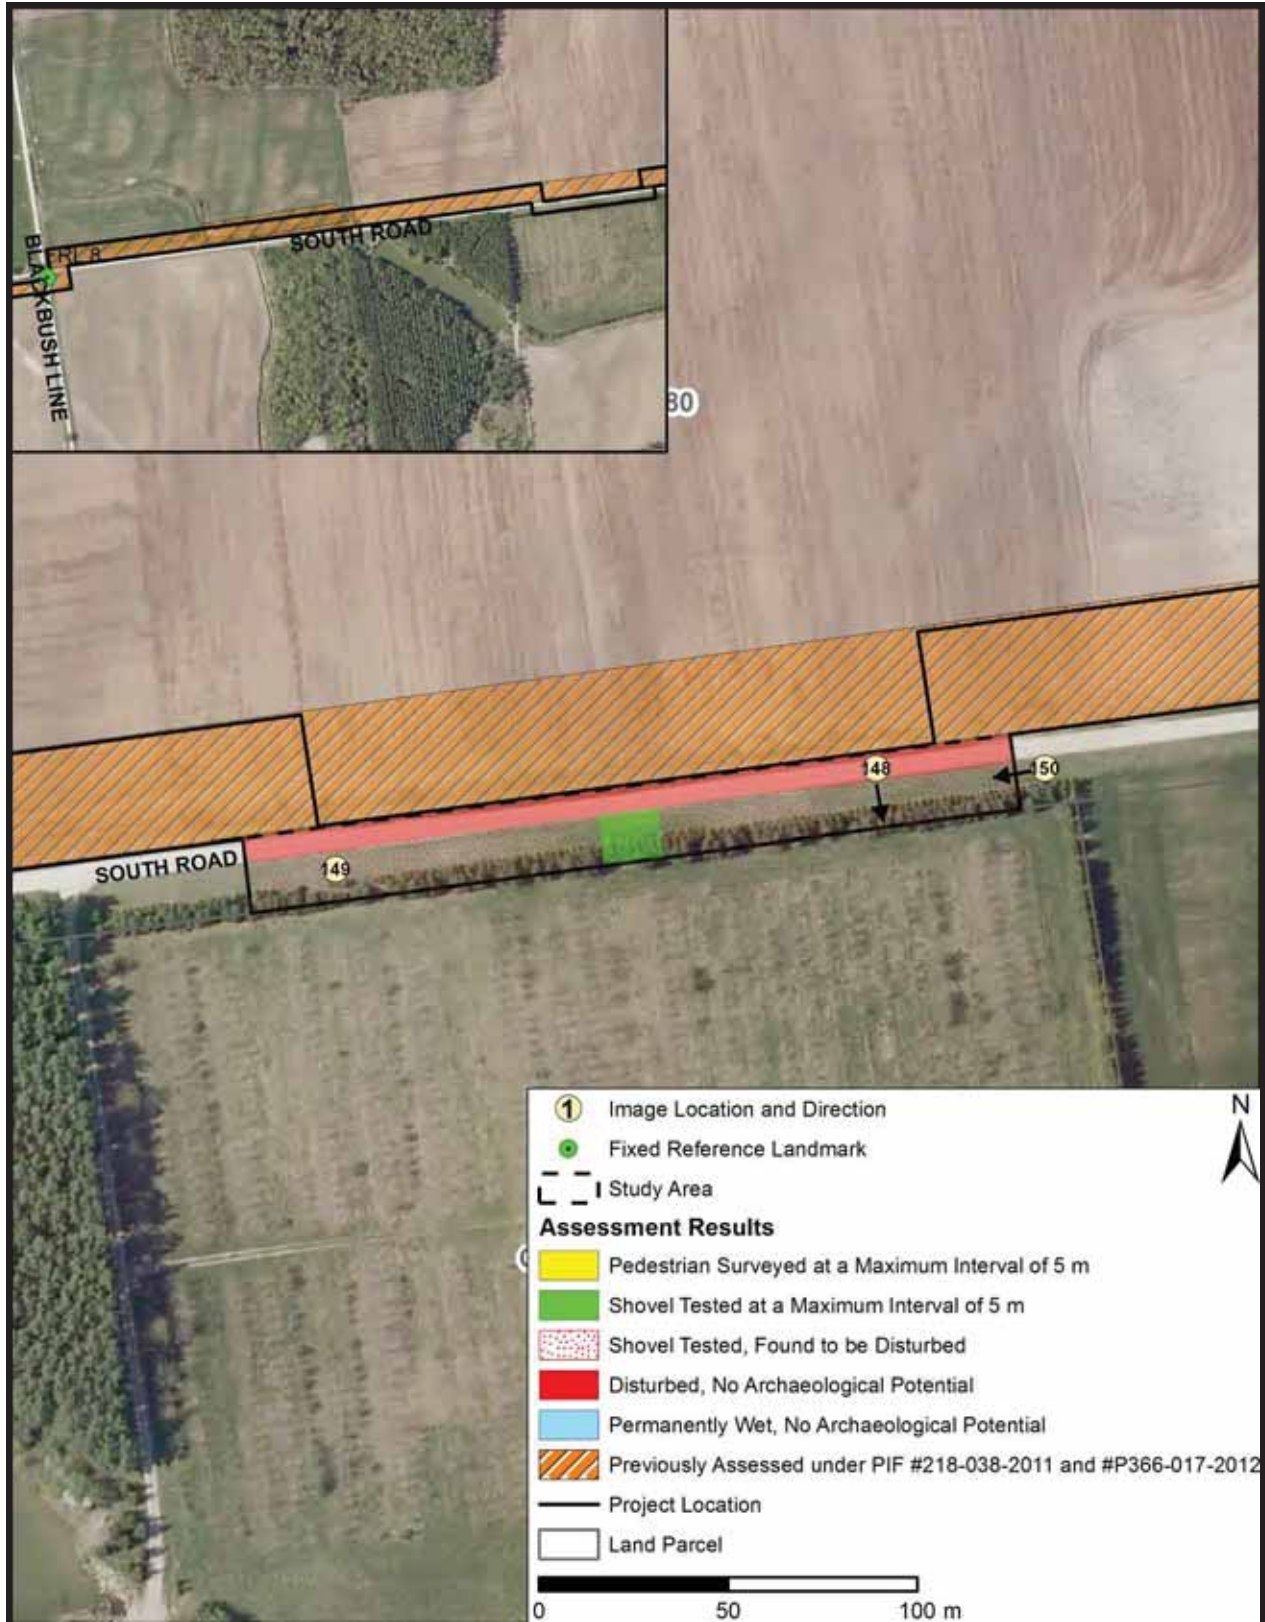 SOUTH ROAD
FRL 8
BLACKBUSH LINE
80
148
150
149
SOUTH ROAD
1 Image Location and Direction
N
Fixed Reference Landmark
Study Area
Assessment Results
Pedestrian Surveyed at a Maximum Interval of 5 m
Shovel Tested at a Maximum Interval of 5 m
Shovel Tested, Found to be Disturbed
Disturbed, No Archaeological Potential
Permanently Wet, No Archaeological Potential
Previously Assessed under PIF #218-038-2011 and #P366-017-2012
Project Location
Land Parcel
0 50 100 m